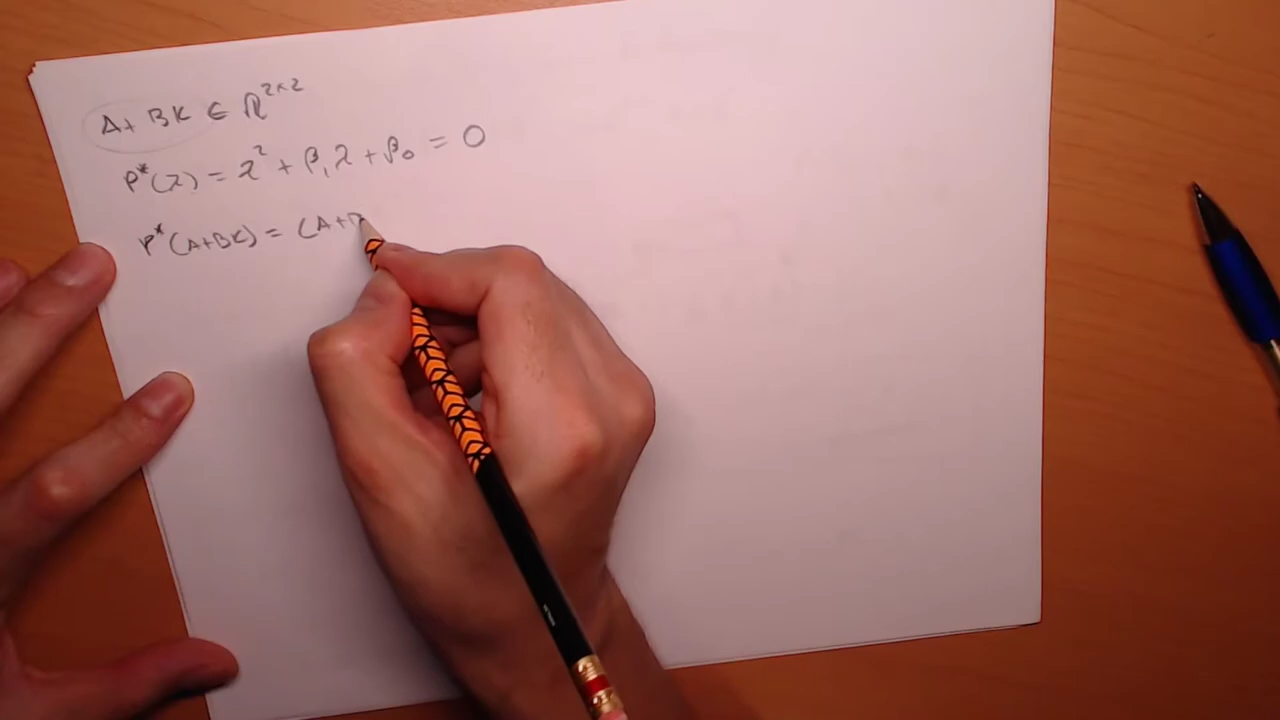 A+BK ∈ ℝ^{2×2}
P*(λ) = λ² + β₁λ + β₀ = 0
P*(A+BK) = (A+B